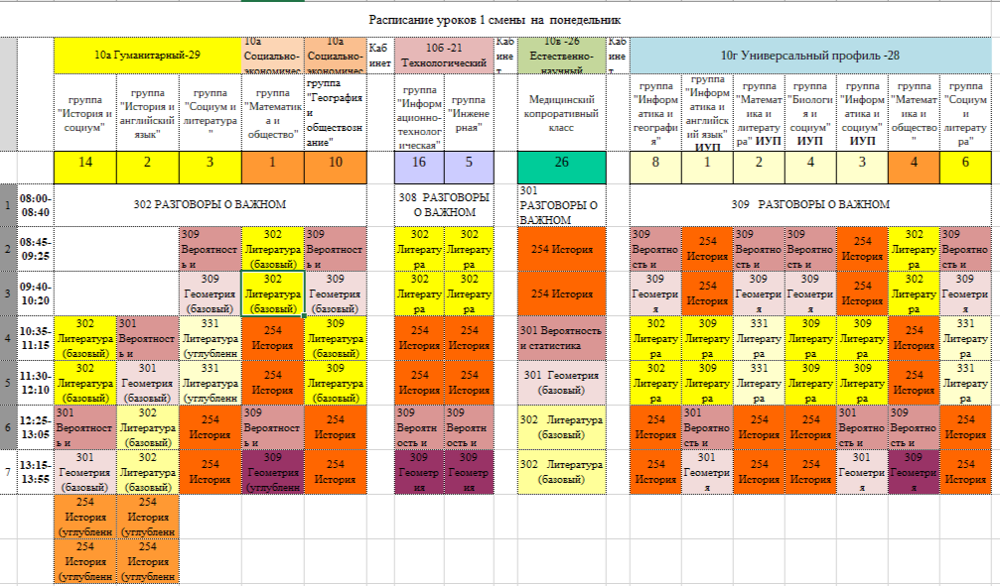 Расписание уроков 1 смены на понедельник
10а Гуманитарный-29
10а
Социально-
экономичес
10а
Социально-
экономичес
Каб
инет
10б -21
Технологический
Каб
ине
т
10в -26
Естественно-
научный
Каб
ине
т
10г Универсальный профиль -28
группа
"История и
социум"
группа
"История и
английский
язык"
группа
"Социум и
литература
"
группа
"Математик
а и
общество"
группа
"География
и
обществозн
ание"
группа
"Информ
ационно-
технолог
ическая"
группа
"Инжене
рная"
Медицинский
копроративный
класс
группа
"Информ
атика и
географи
я"
группа
"Информ
атика и
английск
ий язык"
ИУП
группа
"Математ
ика и
литерату
ра" ИУП
группа
"Биологи
я и
социум"
ИУП
группа
"Информ
атика и
социум"
ИУП
группа
"Математ
ика и
общество
"
группа
"Социум
и
литерату
ра"
14 2 3 1 10 16 5 26 8 1 2 4 3 4 6
1
08:00-
08:40
302 РАЗГОВОРЫ О ВАЖНОМ
308 РАЗГОВОРЫ
О ВАЖНОМ
301
РАЗГОВОРЫ О
ВАЖНОМ
309 РАЗГОВОРЫ О ВАЖНОМ
2
08:45-
09:25
309
Вероятност
ь и
302
Литература
(базовый)
309
Вероятност
ь и
302
Литерату
ра
302
Литерату
ра
254 История
309
Вероятно
сть и
254
История
309
Вероятно
сть и
309
Вероятно
сть и
254
История
302
Литерату
ра
309
Вероятно
сть и
3
09:40-
10:20
309
Геометрия
(базовый)
302
Литература
(базовый)
309
Геометрия
(базовый)
302
Литерату
ра
302
Литерату
ра
254 История
309
Геометри
я
254
История
309
Геометри
я
309
Геометри
я
254
История
302
Литерату
ра
309
Геометри
я
4
10:35-
11:15
302
Литература
(базовый)
301
Вероятност
ь и
331
Литература
(углубленн
254
История
309
Литература
(базовый)
254
История
254
История
301 Вероятность
и статистика
302
Литерату
ра
309
Литерату
ра
331
Литерату
ра
309
Литерату
ра
309
Литерату
ра
254
История
331
Литерату
ра
5
11:30-
12:10
302
Литература
(базовый)
301
Геометрия
(базовый)
331
Литература
(углубленн
254
История
309
Литература
(базовый)
254
История
254
История
301 Геометрия
(базовый)
302
Литерату
ра
309
Литерату
ра
331
Литерату
ра
309
Литерату
ра
309
Литерату
ра
254
История
331
Литерату
ра
6
12:25-
13:05
301
Вероятност
ь и
302
Литература
(базовый)
254
История
309
Вероятност
ь и
254
История
309
Вероятн
ость и
309
Вероятн
ость и
302 Литература
(базовый)
254
История
301
Вероятно
сть и
254
История
254
История
301
Вероятно
сть и
309
Вероятно
сть и
254
История
7
13:15-
13:55
301
Геометрия
(базовый)
302
Литература
(базовый)
254
История
309
Геометрия
(углубленн
254
История
309
Геометр
ия
309
Геометр
ия
302 Литература
(базовый)
254
История
301
Геометри
я
254
История
254
История
301
Геометри
я
309
Геометри
я
254
История
254
История
(углубленн
254
История
(углубленн
254
История
(углубленн
254
История
(углубленн